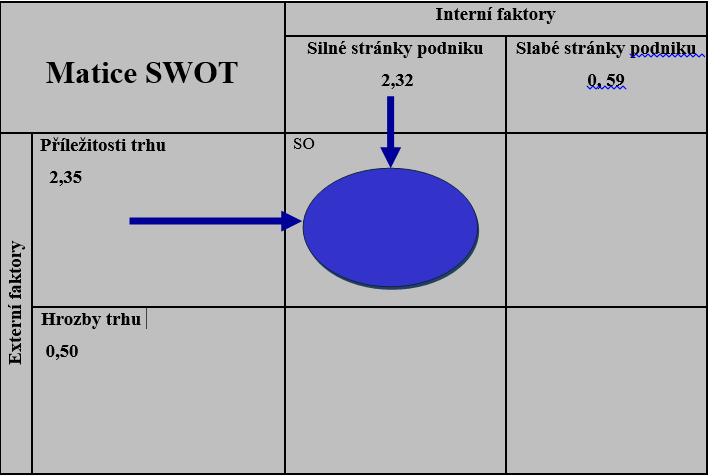 Matice SWOT
Interní faktory
Silné stránky podniku
2,32
Slabé stránky podniku
0, 59
Externí faktory
Příležitosti trhu
2,35
SO
Hrozby trhu
0,50